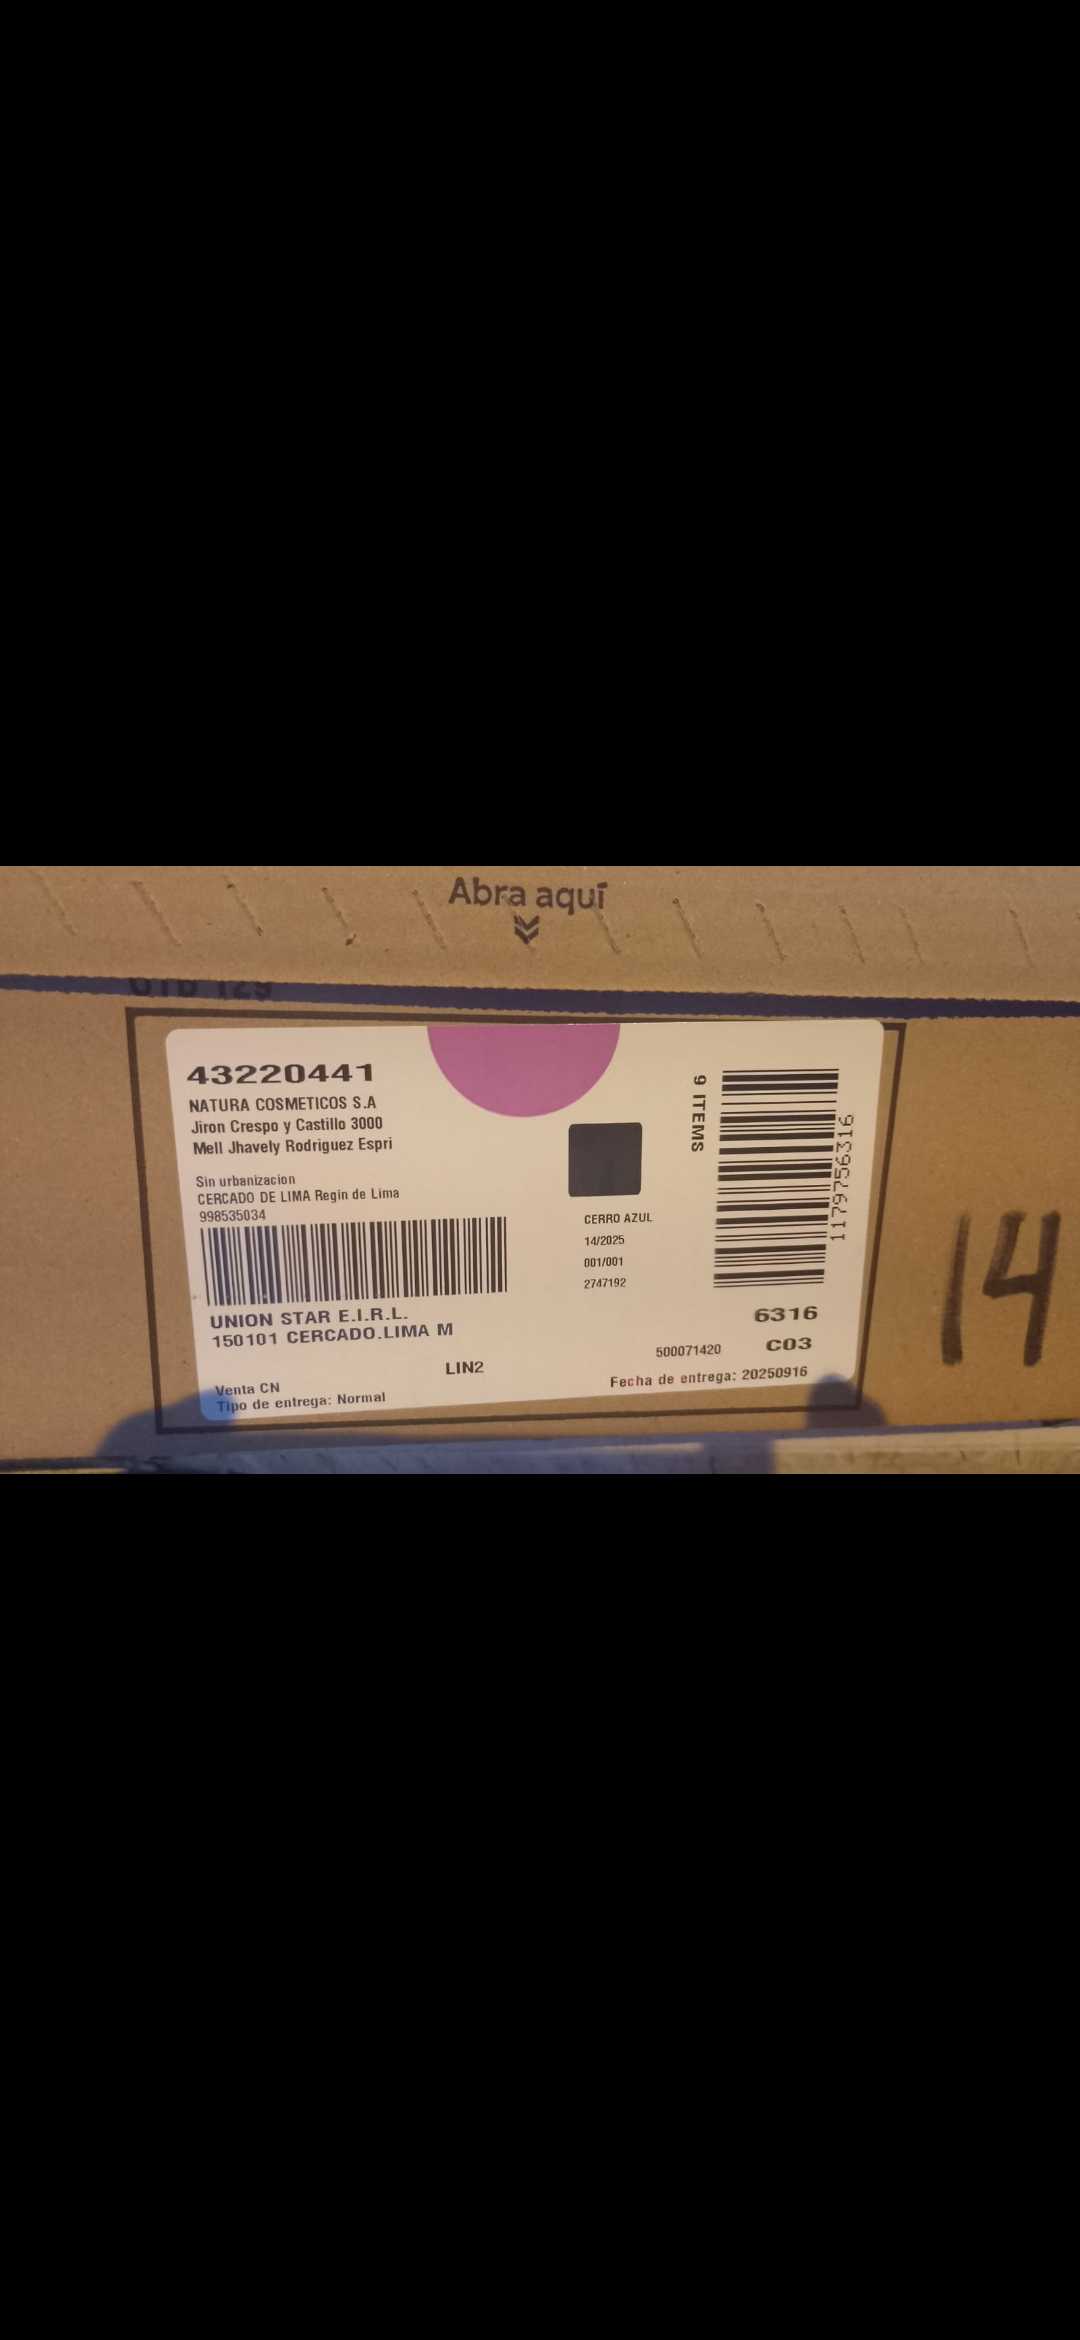 Abra aquí
43220441
NATURA COSMETICOS S.A
Jiron Crespo y Castillo 3000
Mell Jhavely Rodriguez Espri
Sin urbanizacion
CERCADO DE LIMA Regin de Lima
998535034
UNION STAR E.I.R.L.
150101 CERCADO.LIMA M
LIN2
Venta CN
Tipo de entrega: Normal
9 ITEMS
1179756316
CERRO AZUL
14/2025
001/001
2747192
6316
500071420 C03
Fecha de entrega: 20250916
14